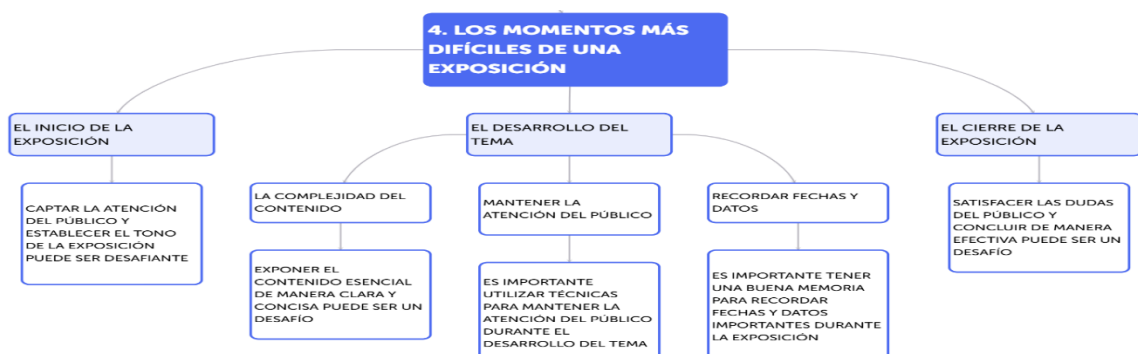 4. LOS MOMENTOS MÁS
DIFÍCILES DE UNA
EXPOSICIÓN
EL INICIO DE LA
EXPOSICIÓN
CAPTAR LA ATENCIÓN
DEL PÚBLICO Y
ESTABLECER EL TONO
DE LA EXPOSICIÓN
PUEDE SER DESAFIANTE
EL DESARROLLO DEL
TEMA
LA COMPLEJIDAD DEL
CONTENIDO
EXPONER EL
CONTENIDO ESENCIAL
DE MANERA CLARA Y
CONCISA PUEDE SER UN
DESAFÍO
MANTENER LA
ATENCIÓN DEL PÚBLICO
ES IMPORTANTE
UTILIZAR TÉCNICAS
PARA MANTENER LA
ATENCIÓN DEL PÚBLICO
DURANTE EL
DESARROLLO DEL TEMA
RECORDAR FECHAS Y
DATOS
ES IMPORTANTE TENER
UNA BUENA MEMORIA
PARA RECORDAR
FECHAS Y DATOS
IMPORTANTES DURANTE
LA EXPOSICIÓN
EL CIERRE DE LA
EXPOSICIÓN
SATISFACER LAS DUDAS
DEL PÚBLICO Y
CONCLUIR DE MANERA
EFECTIVA PUEDE SER UN
DESAFÍO